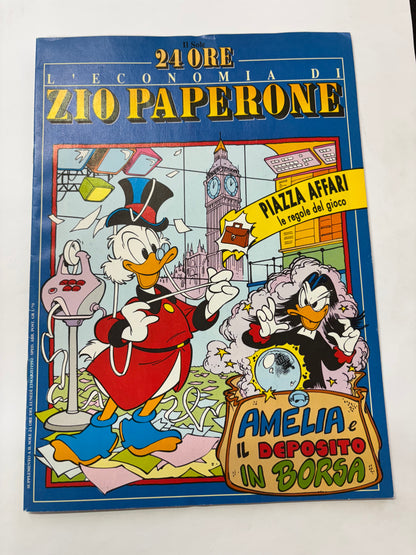 Il Sole
24 ORE
L'ECONOMIA DI
ZIO PAPERONE
PIAZZA AFFARI
le regole del gioco
AMELIA e
IL DEPOSITO
IN BORSA